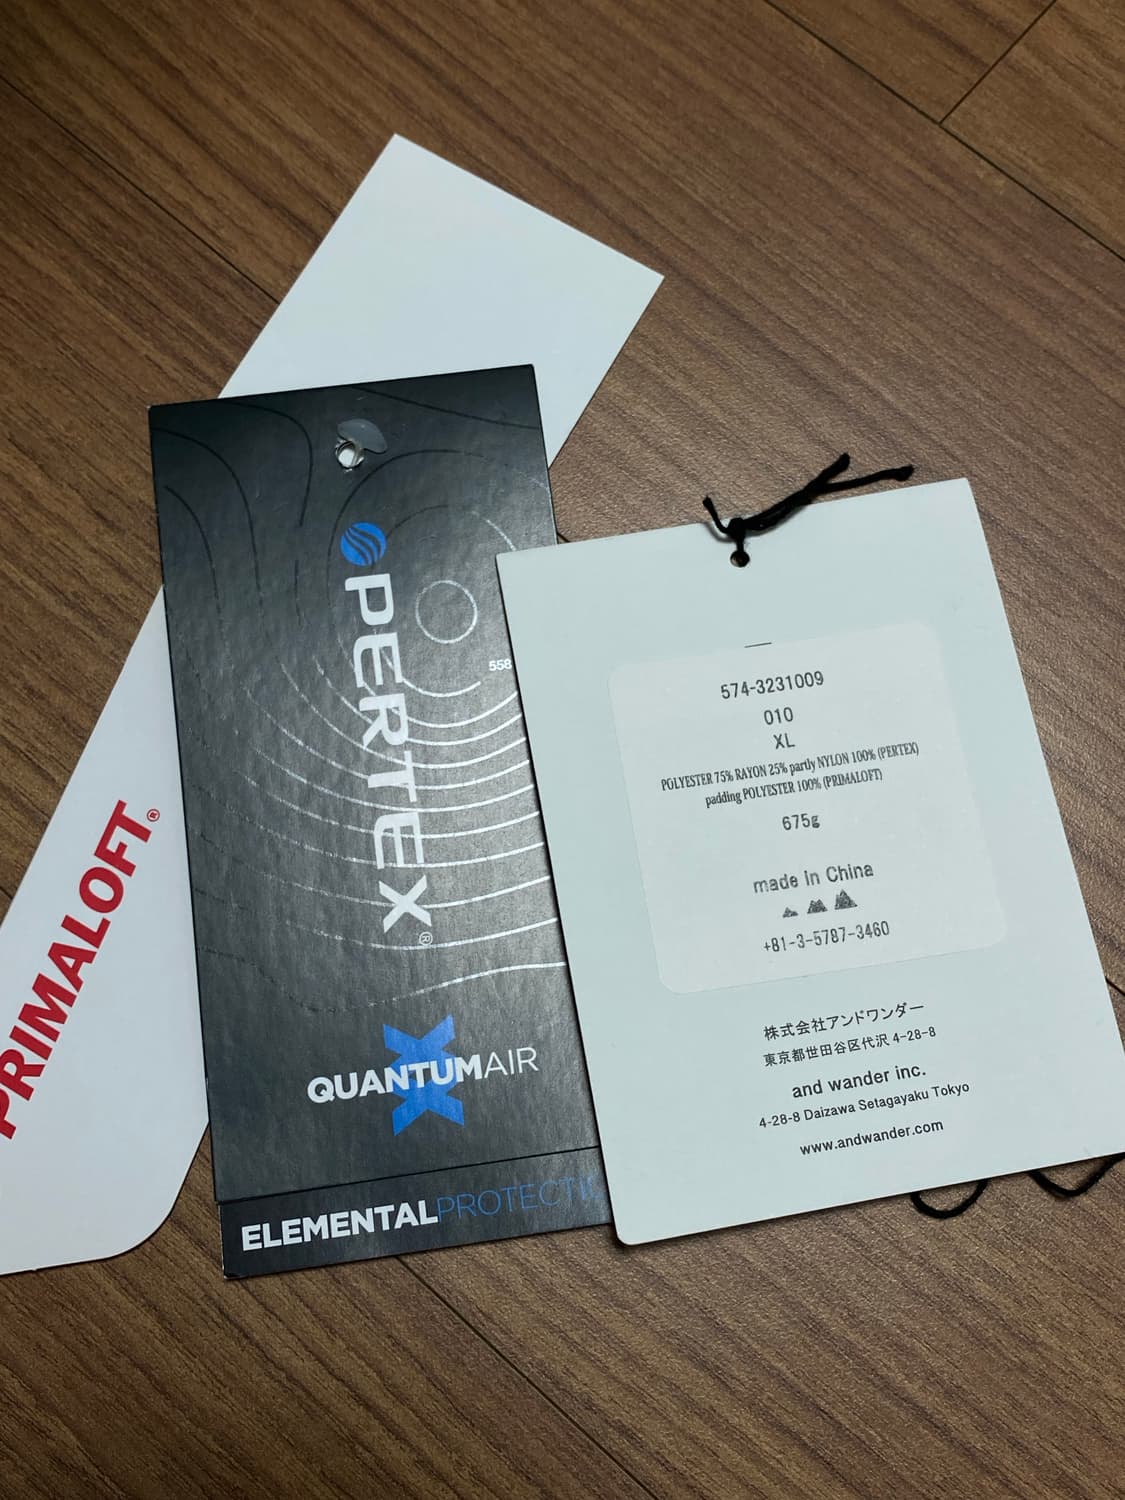 PRIMALOFT®
PERTEX®
558
QUANTUMAIR
ELEMENTALPROTECTIO
574-3231009
010
XL
POLYESTER 75% RAYON 25% partly NYLON 100% (PERTEX)
padding POLYESTER 100% (PRIMALOFT)
675g
made in China
+81-3-5787-3460
株式会社アンドワンダー
東京都世田谷区代沢 4-28-8
and wander inc.
4-28-8 Daizawa Setagayaku Tokyo
www.andwander.com